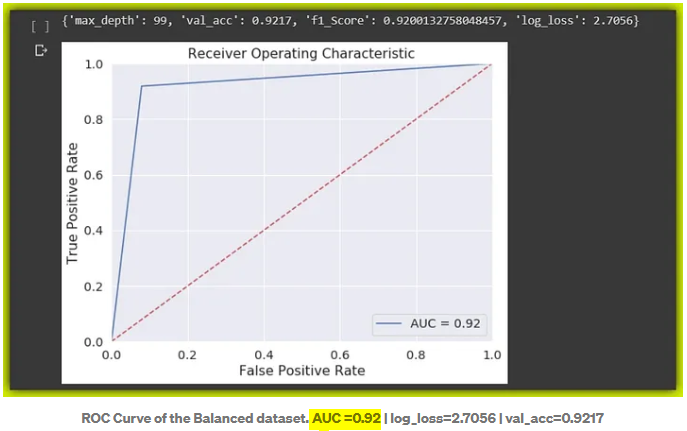 [ ] {'max_depth': 99, 'val_acc': 0.9217, 'f1_Score': 0.9200132758048457, 'log_loss': 2.7056}
Receiver Operating Characteristic
1.0
0.8
0.6
0.4
0.2
0.0
True Positive Rate
AUC = 0.92
0.0 0.2 0.4 0.6 0.8 1.0
False Positive Rate
ROC Curve of the Balanced dataset. AUC =0.92 | log_loss=2.7056 | val_acc=0.9217